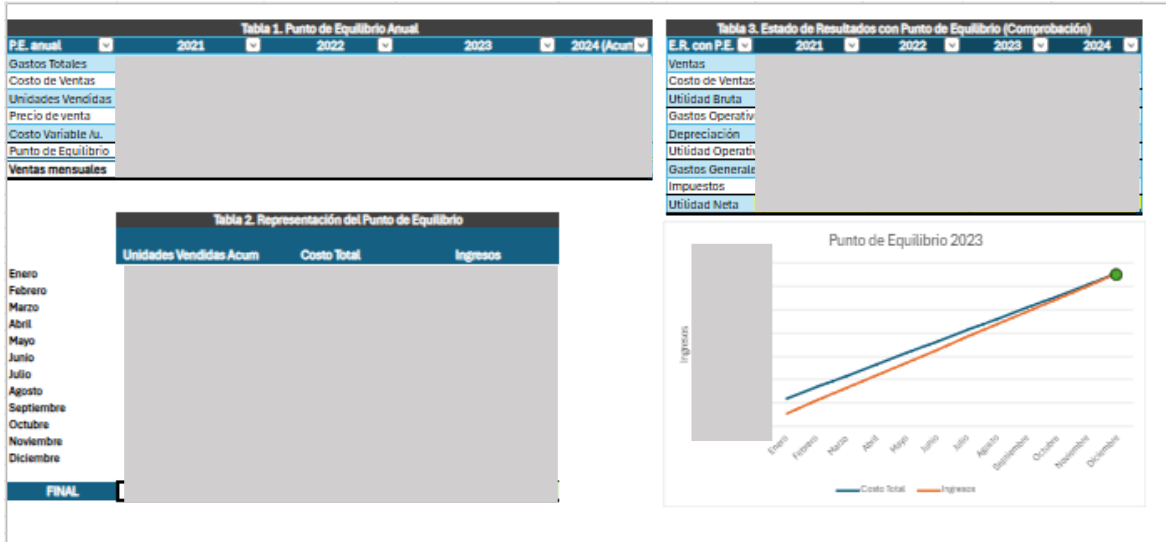 Tabla 1. Punto de Equilibrio Anual
P.E. anual 2021 2022 2023 2024 (Acum
Gastos Totales
Costo de Ventas
Unidades Vendidas
Precio de venta
Costo Variable /u.
Punto de Equilibrio
Ventas mensuales
Tabla 3. Estado de Resultados con Punto de Equilibrio (Comprobación)
E.R. con P.E. 2021 2022 2023 2024
Ventas
Costo de Ventas
Utilidad Bruta
Gastos Operativ
Depreciación
Utilidad Operativ
Gastos Generale
Impuestos
Utilidad Neta
Tabla 2. Representación del Punto de Equilibrio
Unidades Vendidas Acum Costo Total Ingresos
Enero
Febrero
Marzo
Abril
Mayo
Junio
Julio
Agosto
Septiembre
Octubre
Noviembre
Diciembre
FINAL
Punto de Equilibrio 2023
Ingresos
Enero Febrero Marzo Abril Mayo Junio Julio Agosto Septiembre Octubre Noviembre Diciembre
Costo Total Ingresos